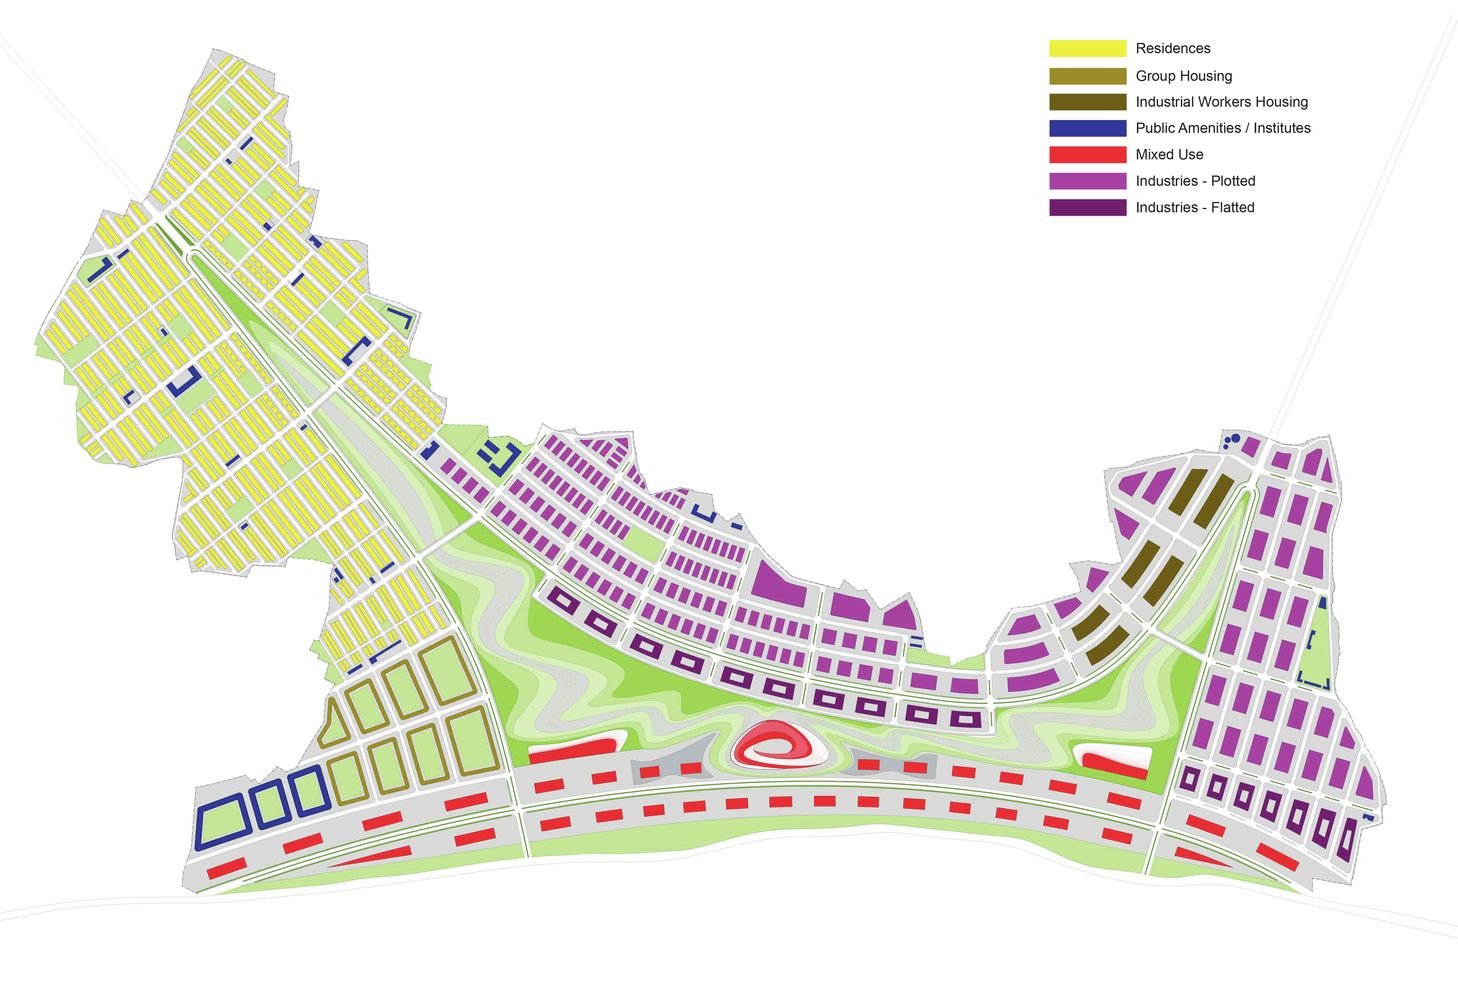 Residences
Group Housing
Industrial Workers Housing
Public Amenities / Institutes
Mixed Use
Industries - Plotted
Industries - Flatted